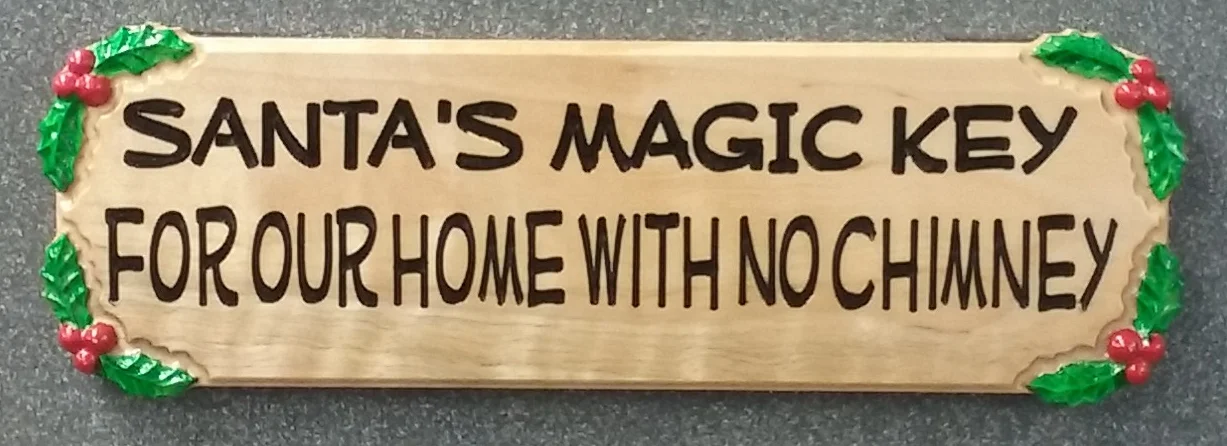 SANTA'S MAGIC KEY
FOR OUR HOME WITH NO CHIMNEY